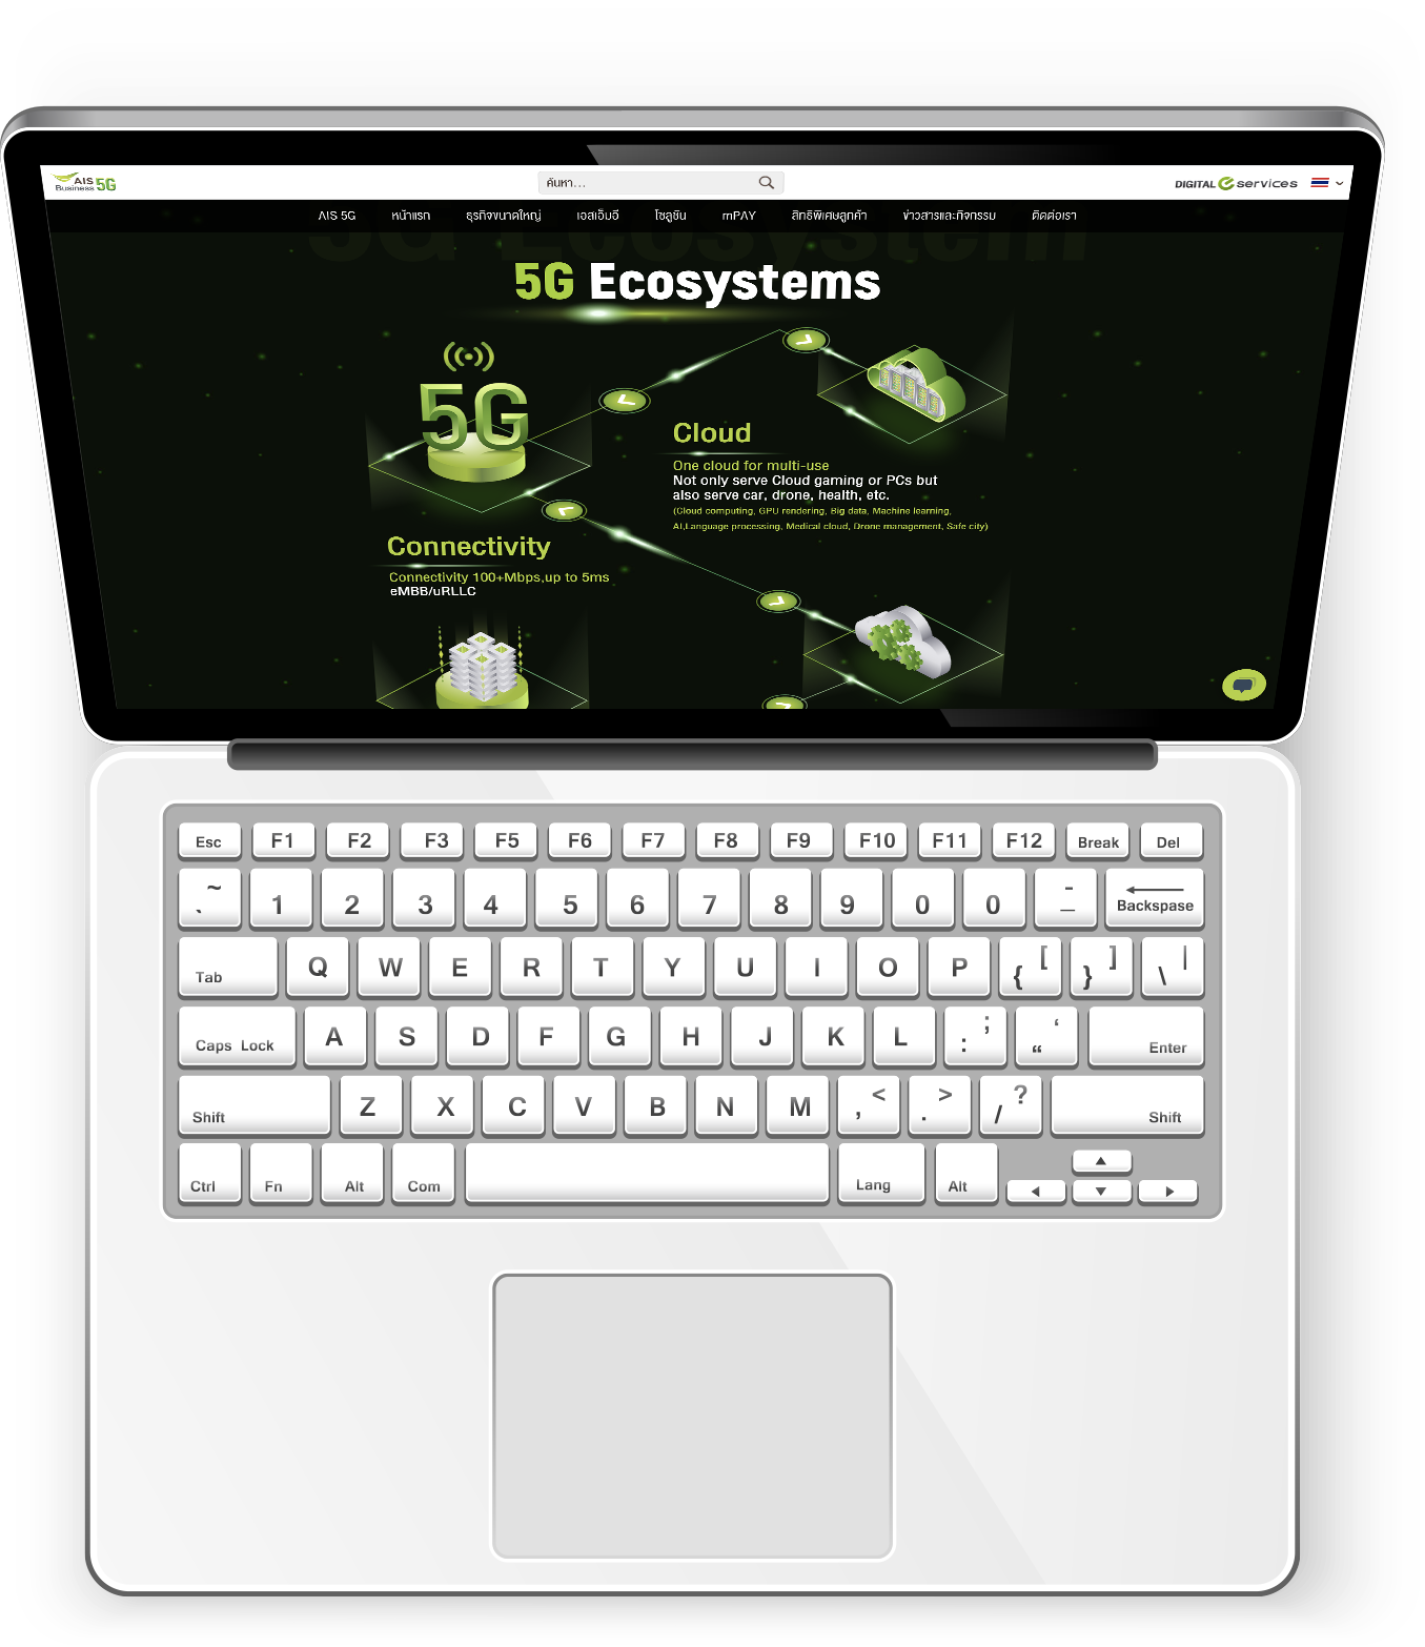 AIS
Business 5G
ค้นหา...
DIGITAL eservices
AIS 5G หน้าแรก ธุรกิจขนาดใหญ่ เอสเอ็มอี โซลูชัน mPAY สิทธิพิเศษลูกค้า ข่าวสารและกิจกรรม ติดต่อเรา
5G Ecosystem
5G Ecosystems
5G
Cloud
One cloud for multi-use
Not only serve Cloud gaming or PCs but
also serve car, drone, health, etc.
(Cloud computing, GPU rendering, Big data, Machine learning,
AI,Language processing, Medical cloud, Drone management, Safe city)
Connectivity
Connectivity 100+Mbps,up to 5ms
eMBB/uRLLC
Esc F1 F2 F3 F5 F6 F7 F8 F9 F10 F11 F12 Break Del
~ ` 1 2 3 4 5 6 7 8 9 0 0 - _ Backspase
Tab Q W E R T Y U I O P { [ } ] \ |
Caps Lock A S D F G H J K L : ; “ ‘ Enter
Shift Z X C V B N M , < . > / ? Shift
Ctrl Fn Alt Com Lang Alt